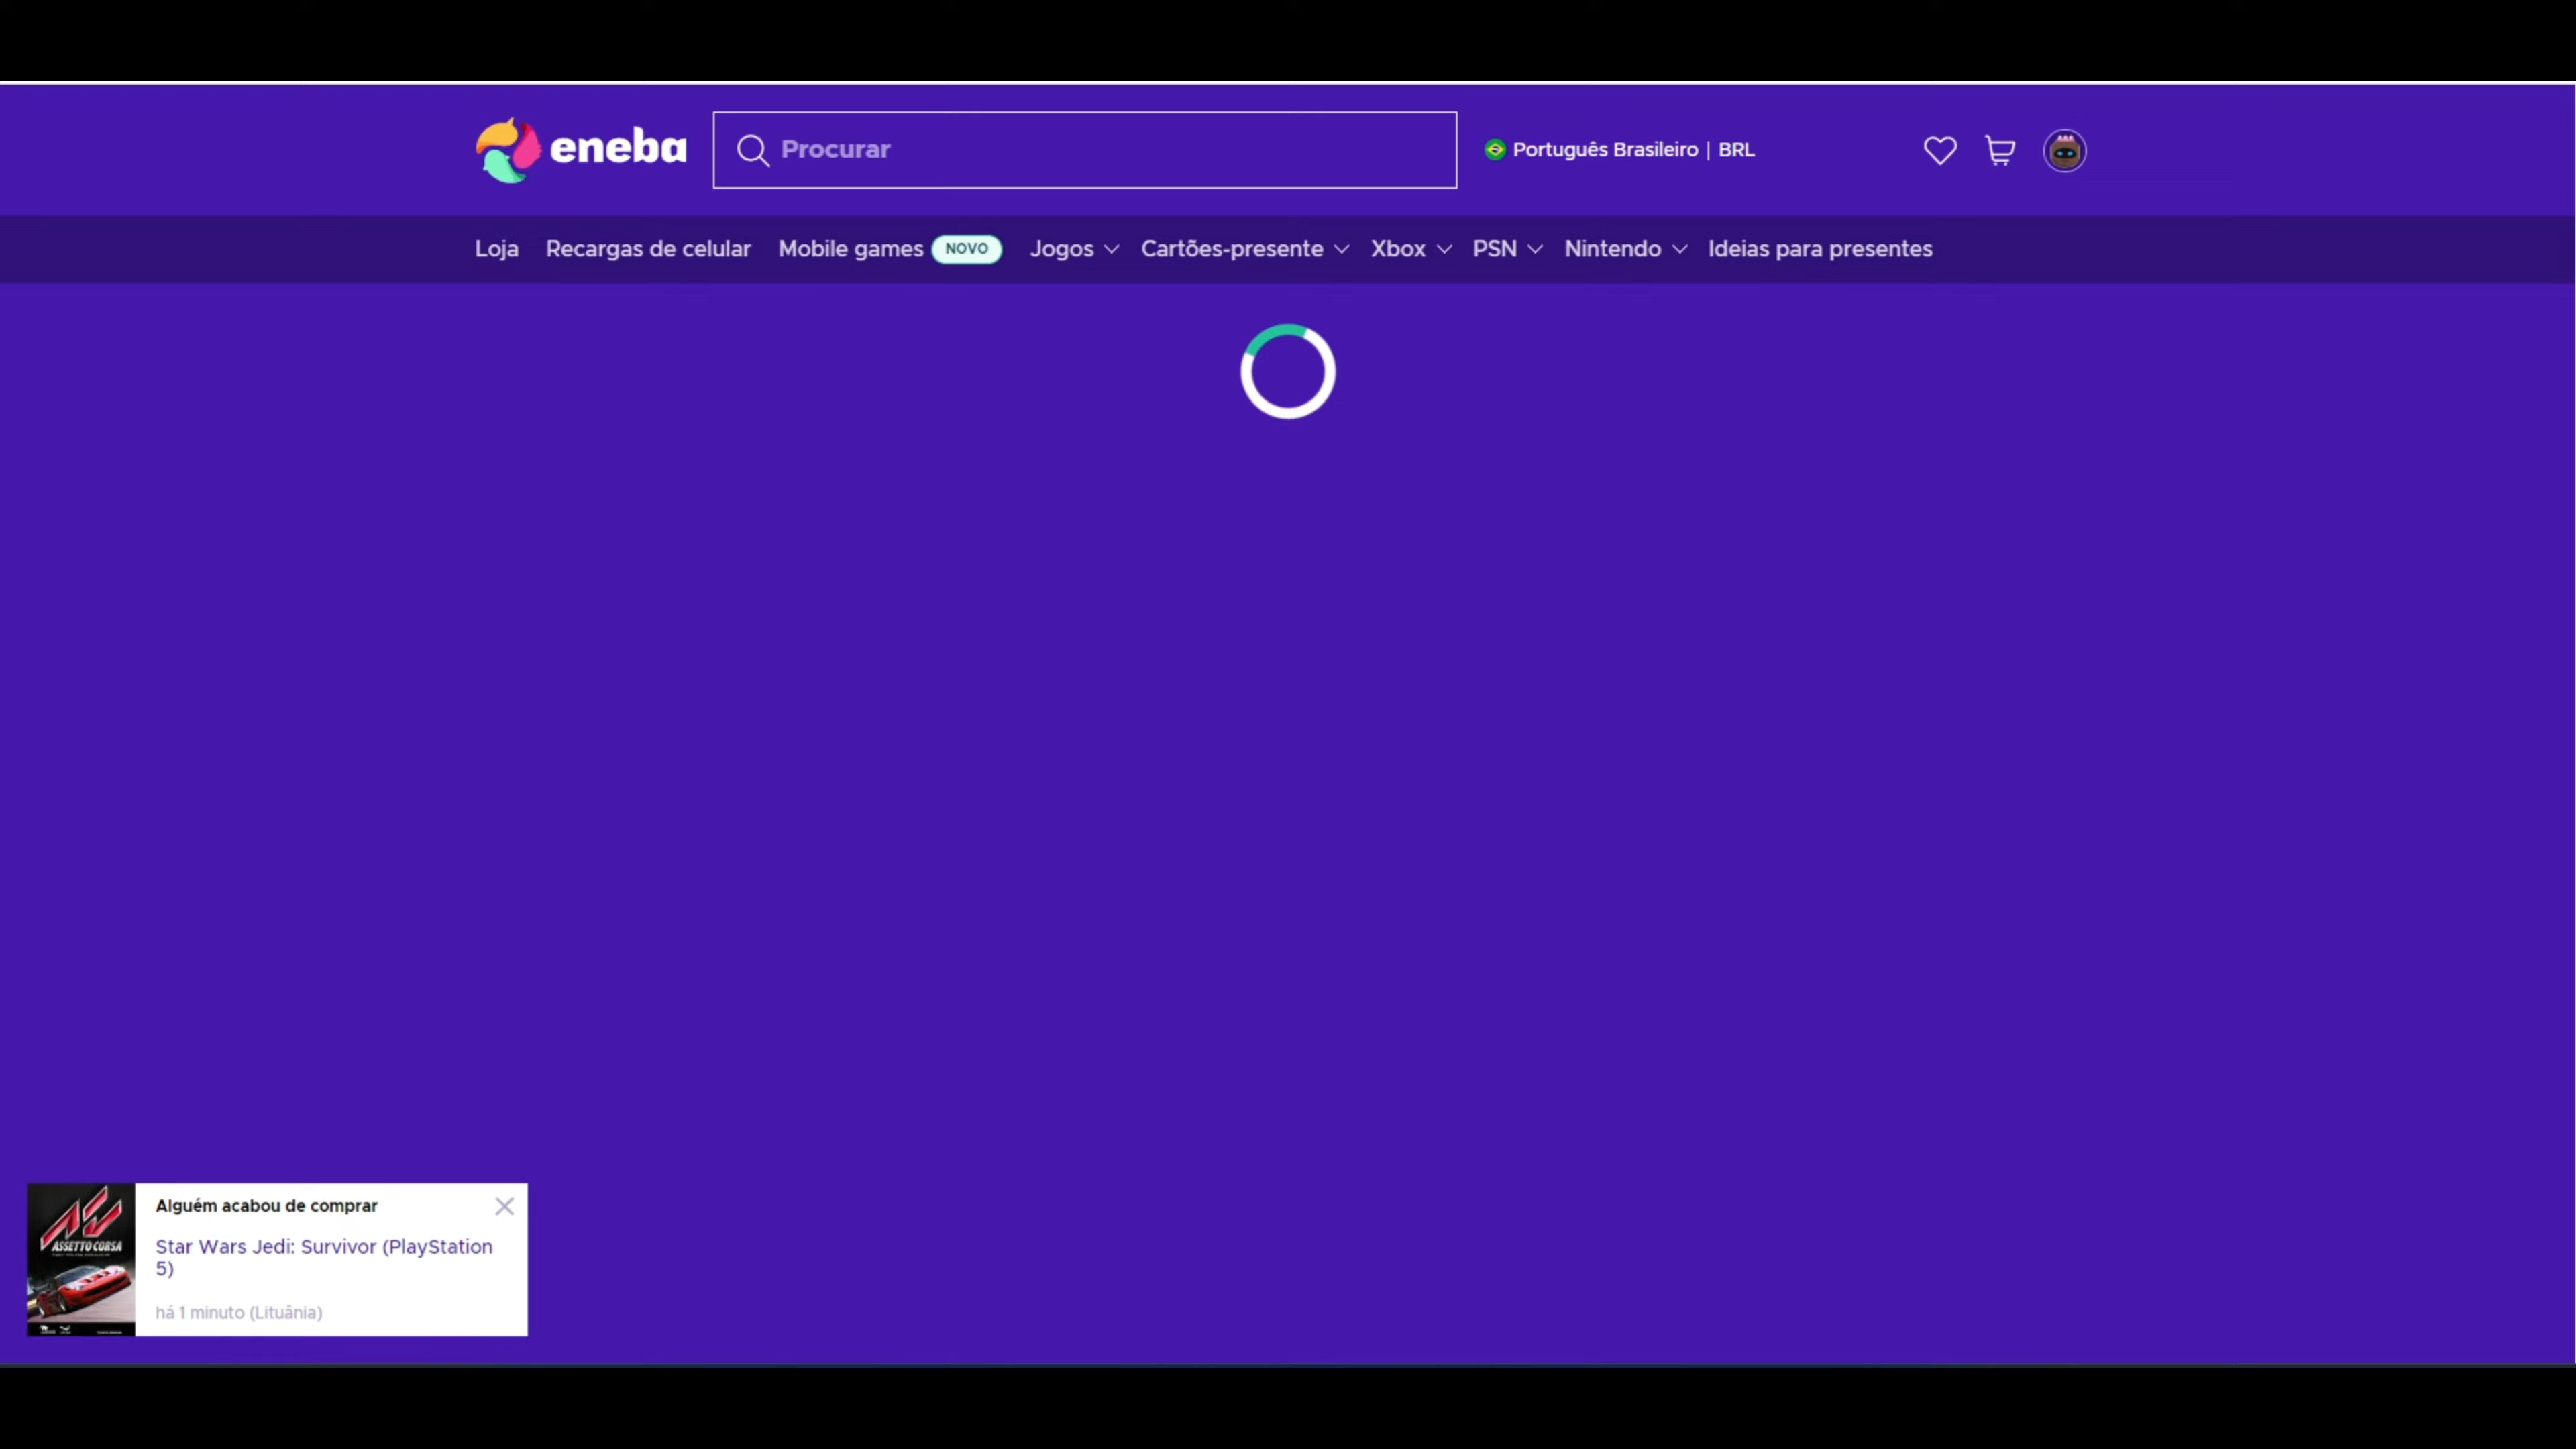 eneba
Procurar
Português Brasileiro | BRL
Loja
Recargas de celular
Mobile games
NOVO
Jogos
Cartões-presente
Xbox
PSN
Nintendo
Ideias para presentes
Alguém acabou de comprar
Star Wars Jedi: Survivor (PlayStation
5)
há 1 minuto (Lituânia)
ASSETTO CORSA